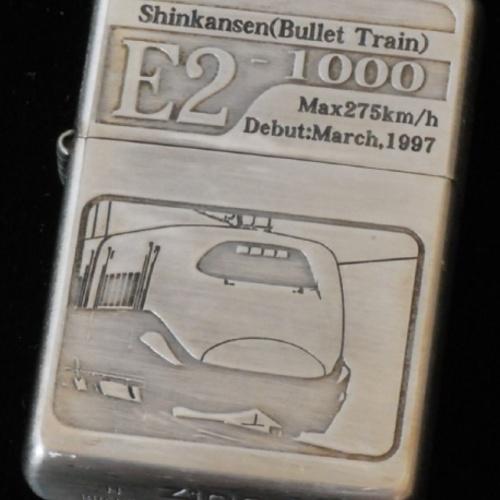 Shinkansen(Bullet Train)
E2-1000
Max275km/h
Debut:March,1997